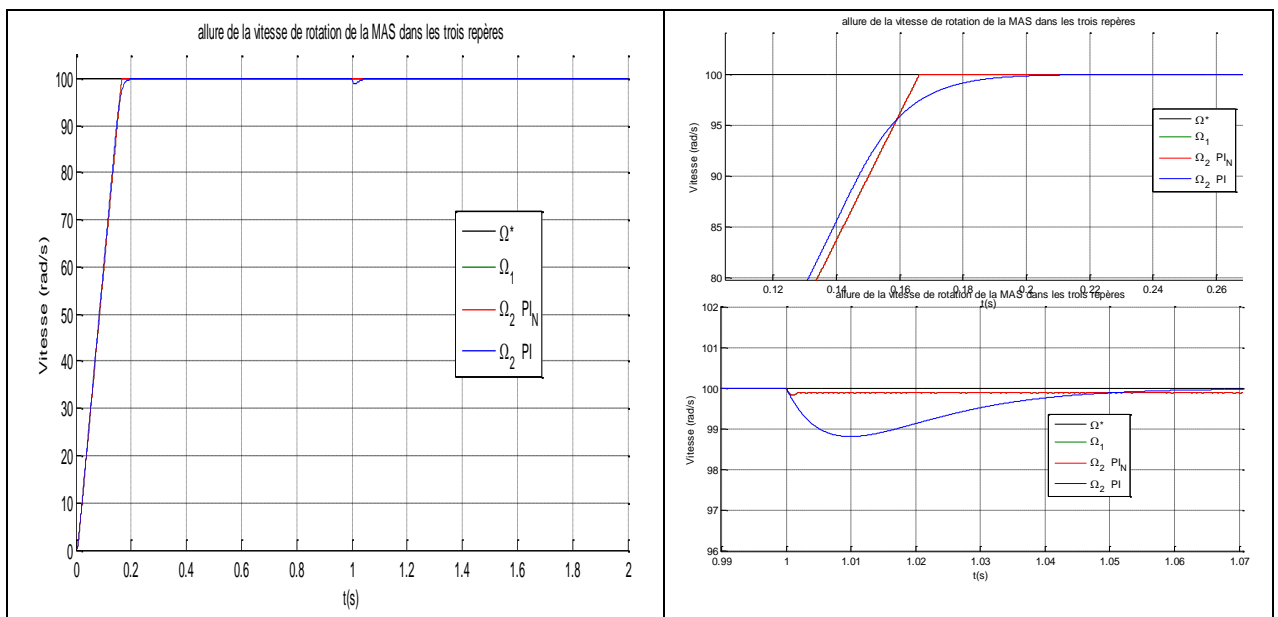 allure de la vitesse de rotation de la MAS dans les trois repères
100
90
80
70
60
50
40
30
20
10
0
Vitesse (rad/s)
Ω*
Ω1
Ω2 PIN
Ω2 PI
0 0.2 0.4 0.6 0.8 1 1.2 1.4 1.6 1.8 2
t(s)
allure de la vitesse de rotation de la MAS dans les trois repères
100
95
90
85
80
Vitesse (rad/s)
Ω*
Ω1
Ω2 PIN
Ω2 PI
0.12 0.14 0.16 0.18 0.2 0.22 0.24 0.26
t(s)
allure de la vitesse de rotation de la MAS dans les trois repères
102
101
100
99
98
97
96
Vitesse (rad/s)
Ω*
Ω1
Ω2 PIN
Ω2 PI
0.99 1 1.01 1.02 1.03 1.04 1.05 1.06 1.07
t(s)